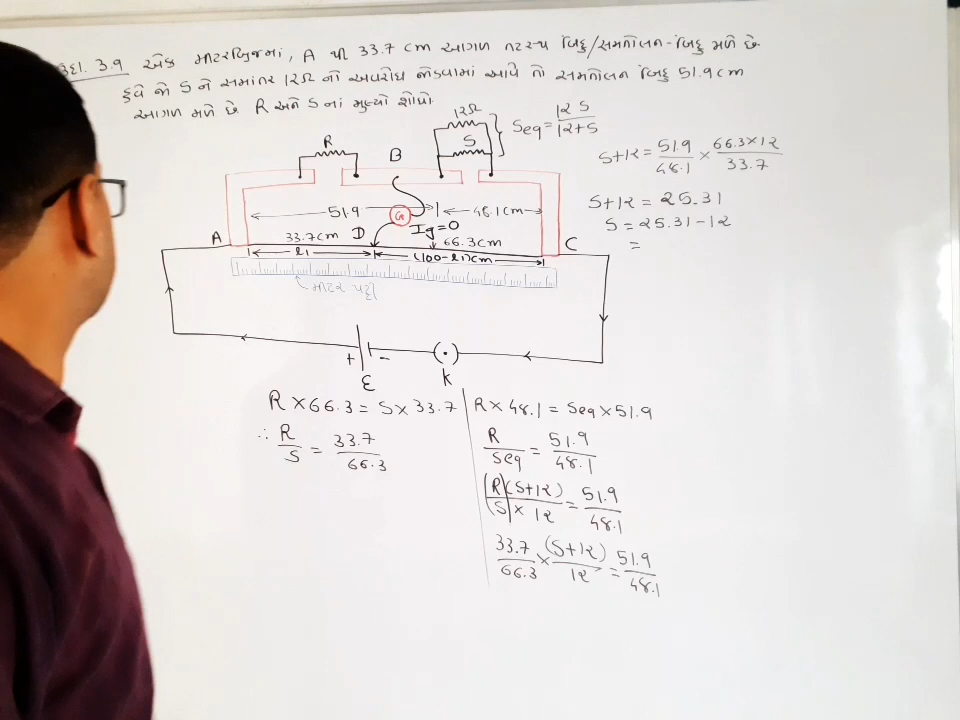 ઉદા. 3.9 એક મીટરબ્રિજમાં, A થી 33.7 cm આગળ તટસ્થ બિંદુ/સમતોલન-બિંદુ મળે છે.
હવે જો S ને સમાંતર 12Ω નો અવરોધ જોડવામાં આવે તો સમતોલન બિંદુ 51.9 cm
આગળ મળે છે. R અને S નાં મુલ્યો શોધો.
12Ω
S
Seq = 12 S / 12+S
R
B
51.9
G
48.1cm
Ig=0
A
33.7cm
D
66.3cm
C
l1
(100-l1)cm
મીટર પટ્ટી
+
-
ε
K
R × 66.3 = S × 33.7
∴ R/S = 33.7/66.3
R × 48.1 = Seq × 51.9
R/Seq = 51.9/48.1
(R/S) (S+12)/× 12 = 51.9/48.1
33.7/66.3 × (S+12)/12 = 51.9/48.1
S+12 = 51.9/48.1 × 66.3×12/33.7
S+12 = 25.31
S = 25.31-12
=